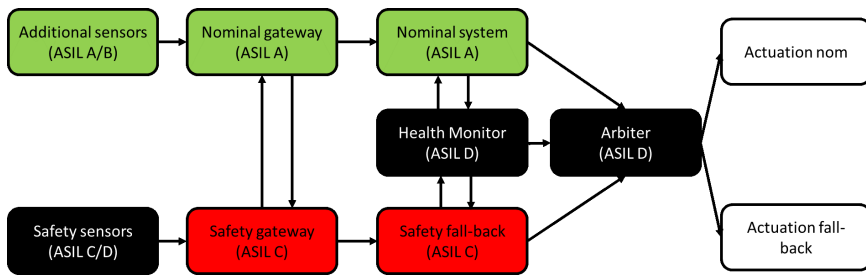 Additional sensors
(ASIL A/B)
Nominal gateway
(ASIL A)
Nominal system
(ASIL A)
Actuation nom
Health Monitor
(ASIL D)
Arbiter
(ASIL D)
Safety sensors
(ASIL C/D)
Safety gateway
(ASIL C)
Safety fall-back
(ASIL C)
Actuation fall-
back